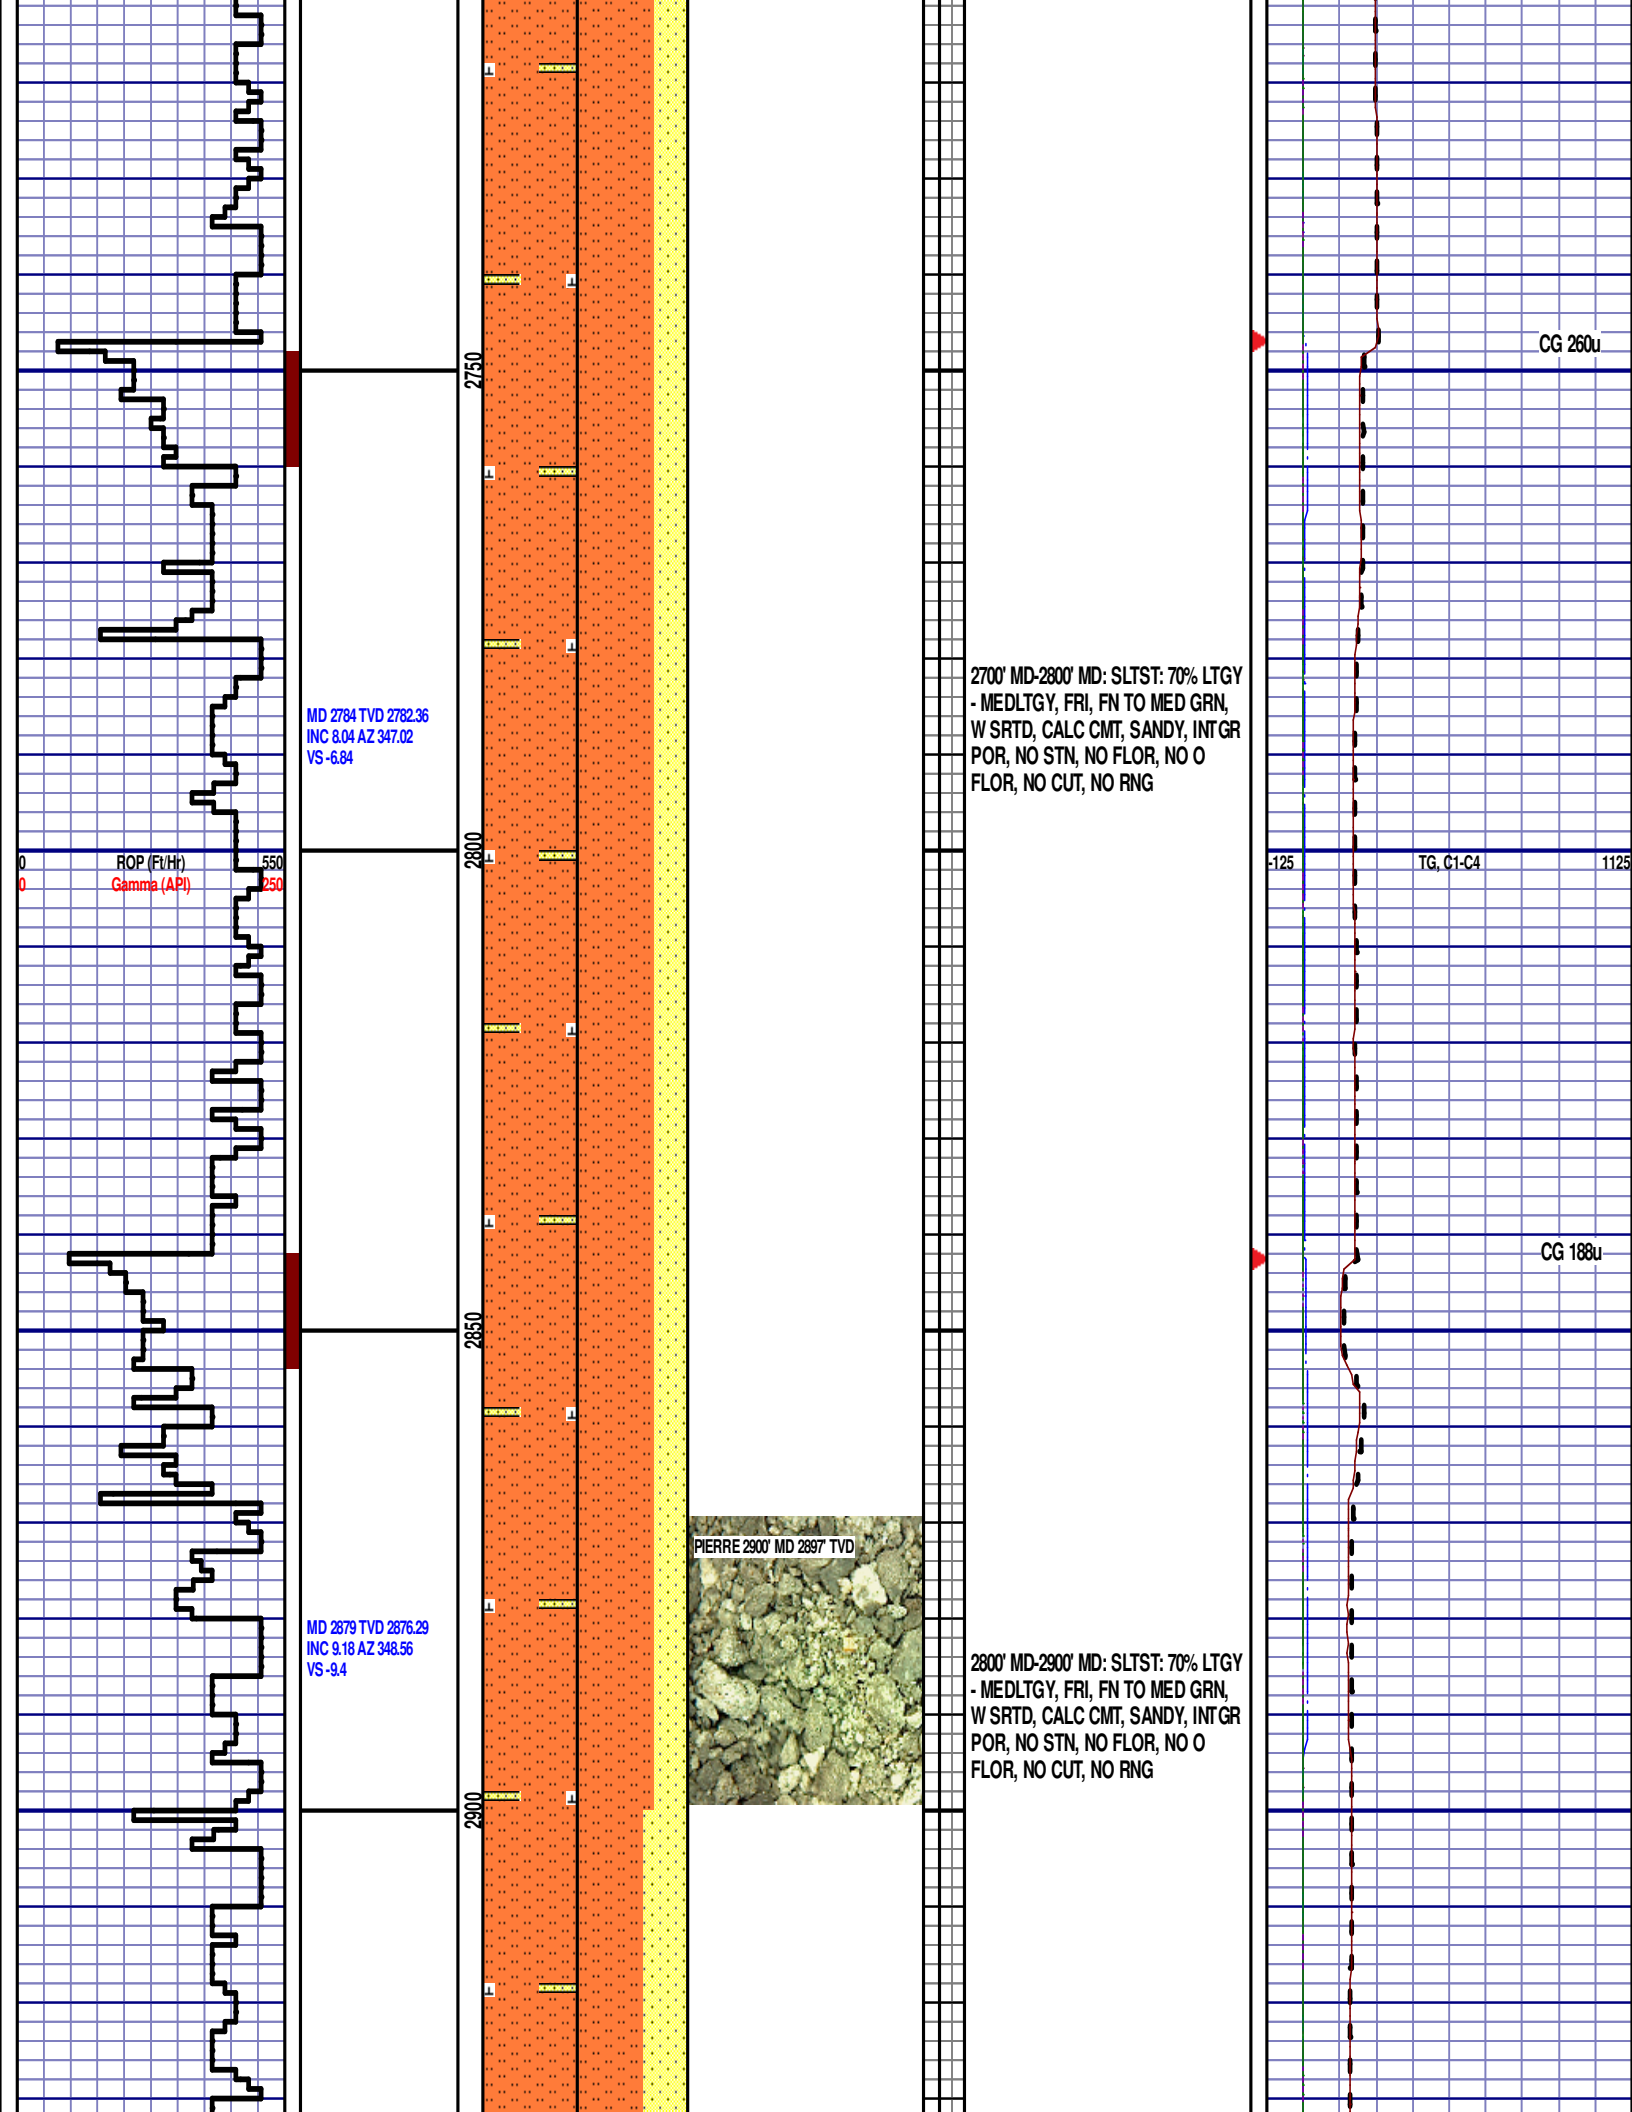 CG 260u
2750
2700' MD-2800' MD: SLTST: 70% LTGY
- MEDLTGY, FRI, FN TO MED GRN,
W SRTD, CALC CMT, SANDY, INTGR
POR, NO STN, NO FLOR, NO O
FLOR, NO CUT, NO RNG
MD 2784 TVD 2782.36
INC 8.04 AZ 347.02
VS -6.84
2800
0 ROP (Ft/Hr) 550
0 Gamma (API) 250
-125 TG, C1-C4 1125
CG 188u
2850
PIERRE 2900' MD 2897' TVD
MD 2879 TVD 2876.29
INC 9.18 AZ 348.56
VS -9.4
2800' MD-2900' MD: SLTST: 70% LTGY
- MEDLTGY, FRI, FN TO MED GRN,
W SRTD, CALC CMT, SANDY, INTGR
POR, NO STN, NO FLOR, NO O
FLOR, NO CUT, NO RNG
2900